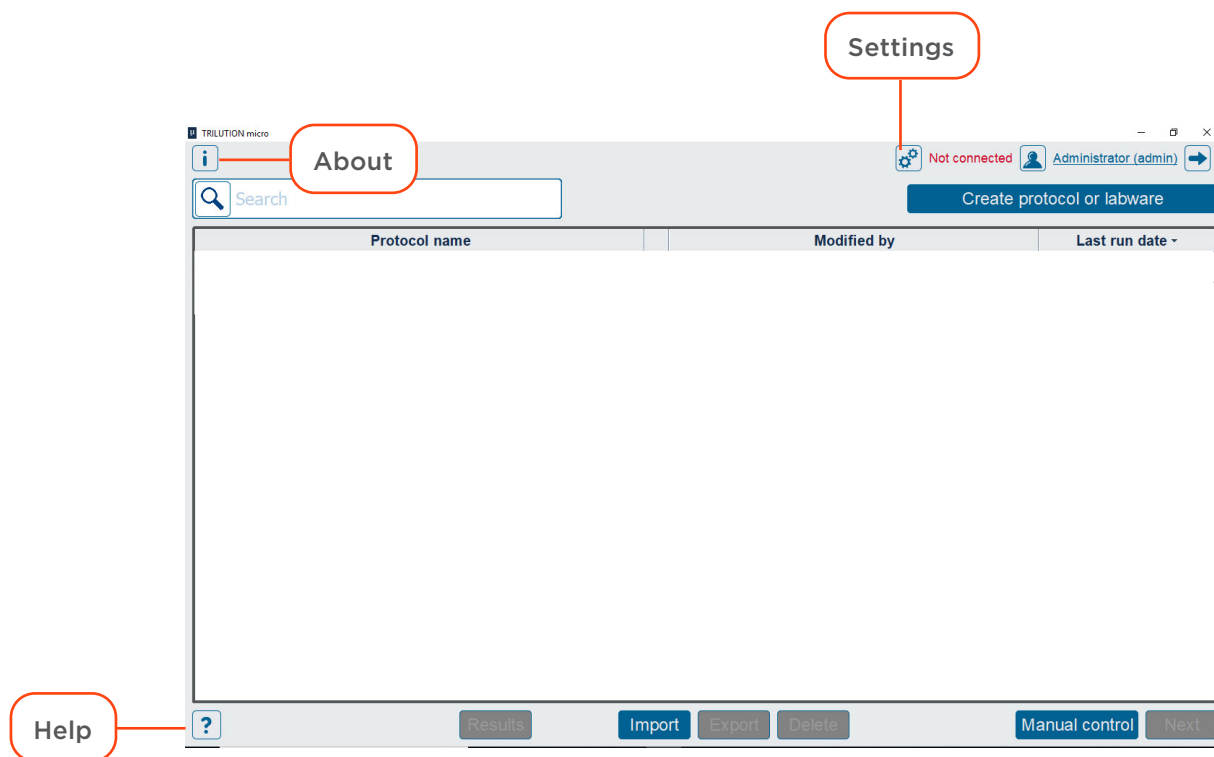 Settings
µ TRILUTION micro
i
About
Not connected
Administrator (admin)
Search
Create protocol or labware
Protocol name
Modified by
Last run date
Help
?
Results
Import
Export
Delete
Manual control
Next